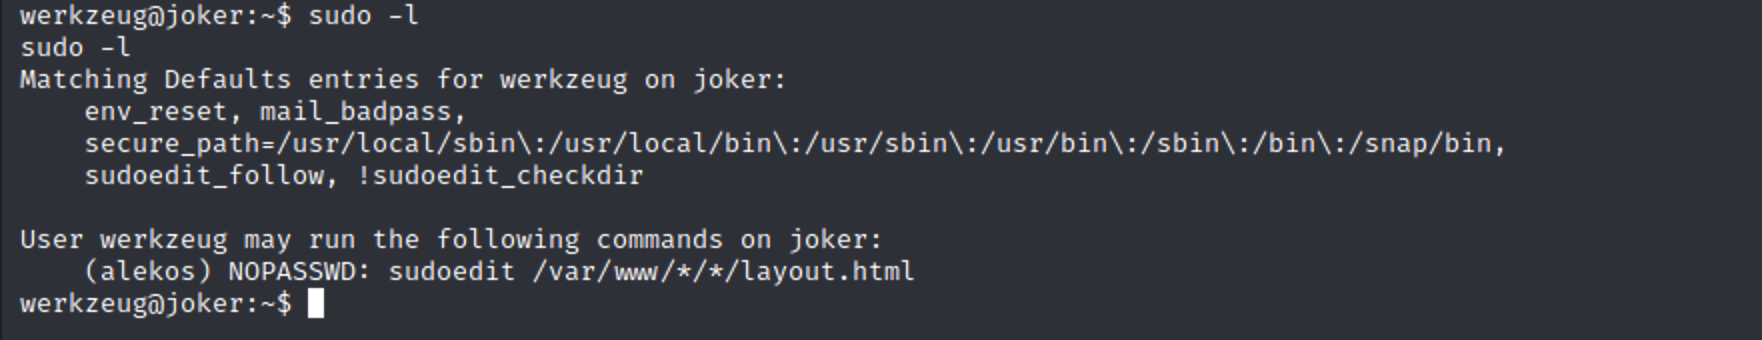 werkzeug@joker:~$ sudo -l
sudo -l
Matching Defaults entries for werkzeug on joker:
    env_reset, mail_badpass,
    secure_path=/usr/local/sbin\:/usr/local/bin\:/usr/sbin\:/usr/bin\:/sbin\:/bin\:/snap/bin,
    sudoedit_follow, !sudoedit_checkdir

User werkzeug may run the following commands on joker:
    (alekos) NOPASSWD: sudoedit /var/www/*/*/layout.html
werkzeug@joker:~$